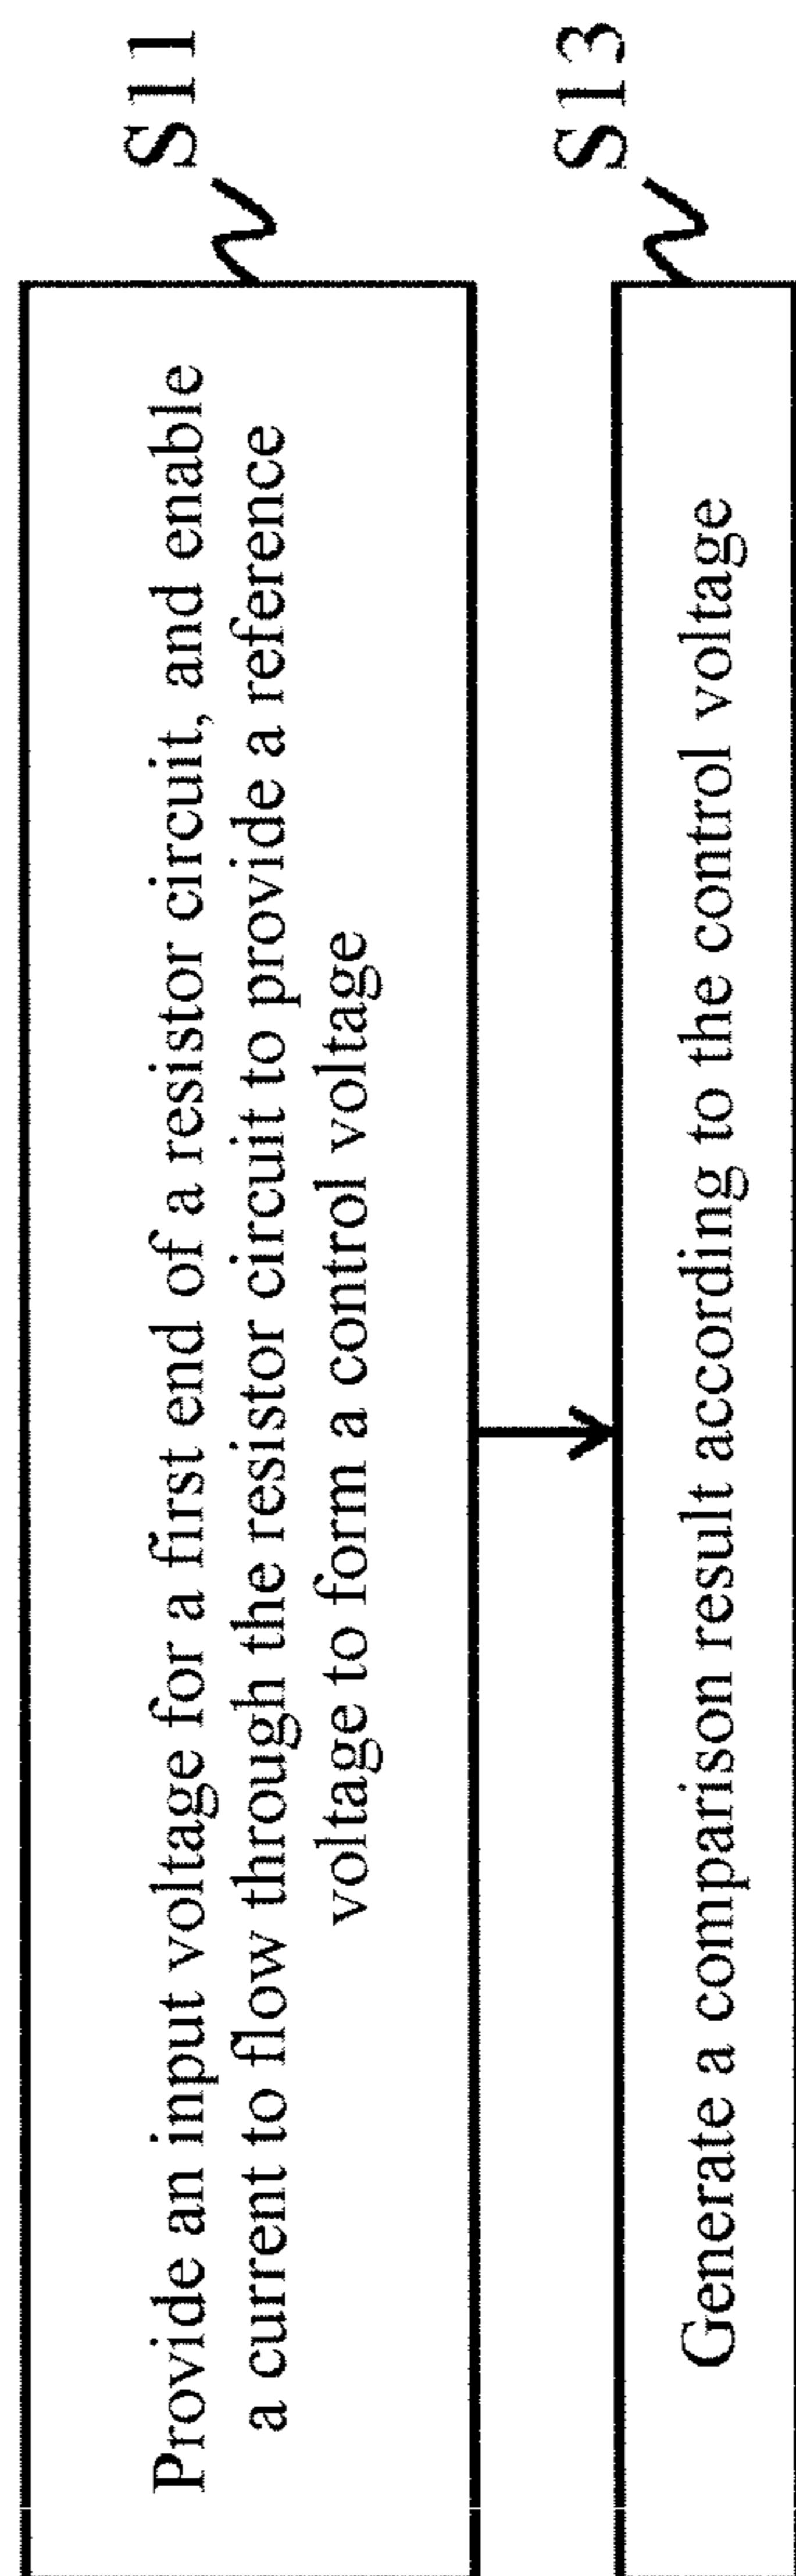 Provide an input voltage for a first end of a resistor circuit, and enable
a current to flow through the resistor circuit to provide a reference
voltage to form a control voltage
S11
Generate a comparison result according to the control voltage
S13